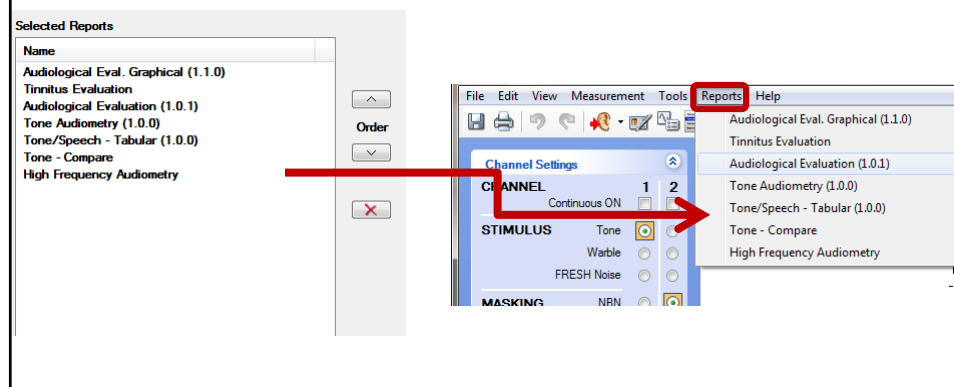 Selected Reports
Name
Audiological Eval. Graphical (1.1.0)
Tinnitus Evaluation
Audiological Evaluation (1.0.1)
Tone Audiometry (1.0.0)
Tone/Speech - Tabular (1.0.0)
Tone - Compare
High Frequency Audiometry
Order
File Edit View Measurement Tools Reports Help
Channel Settings
CHANNEL 1 2
Continuous ON
STIMULUS Tone
Warble
FRESH Noise
MASKING NBN
Audiological Eval. Graphical (1.1.0)
Tinnitus Evaluation
Audiological Evaluation (1.0.1)
Tone Audiometry (1.0.0)
Tone/Speech - Tabular (1.0.0)
Tone - Compare
High Frequency Audiometry